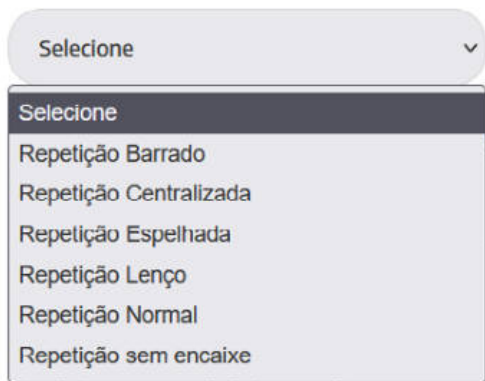 Selecione
Selecione
Repetição Barrado
Repetição Centralizada
Repetição Espelhada
Repetição Lenço
Repetição Normal
Repetição sem encaixe